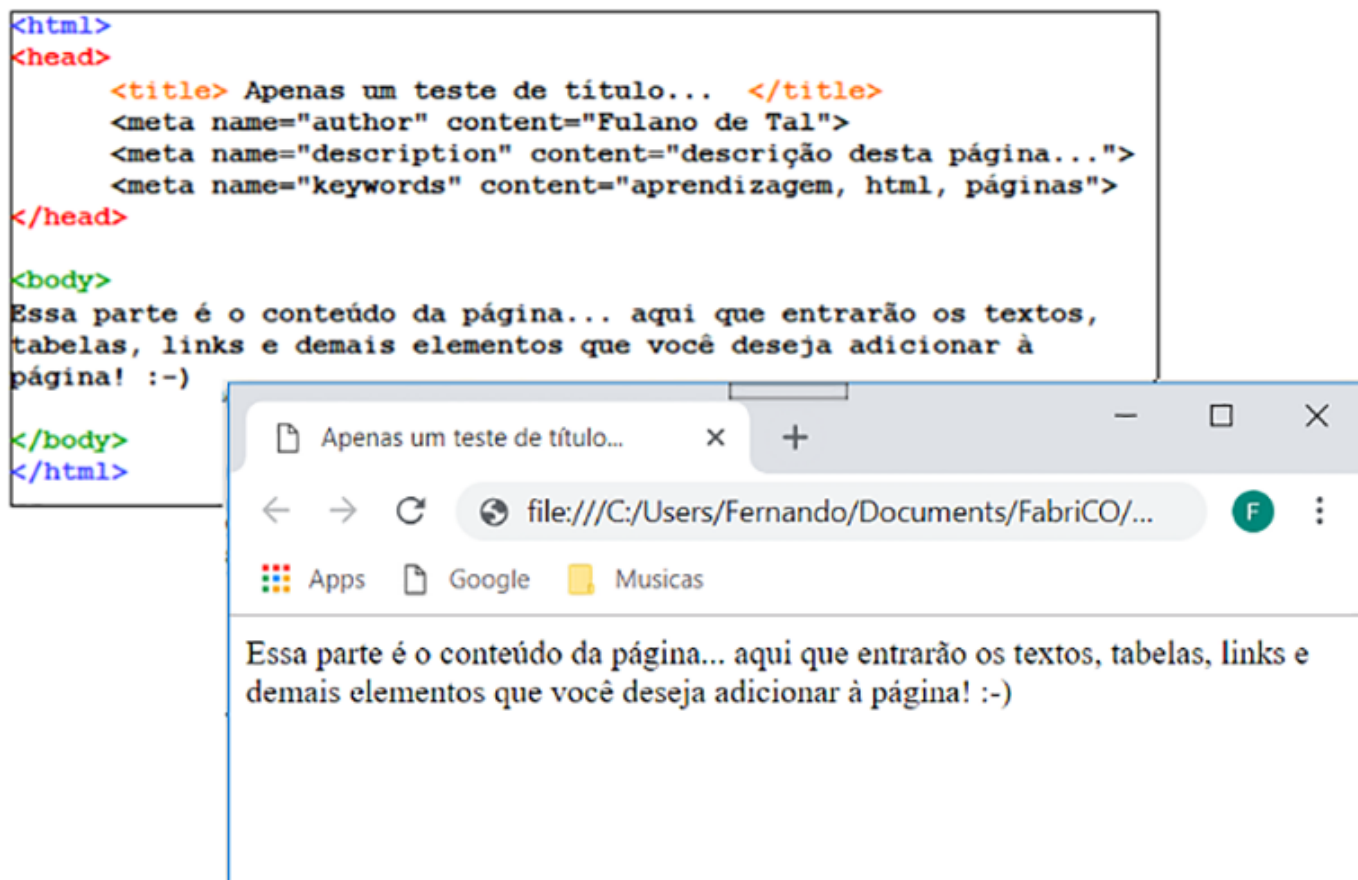 <html>
<head>
<title> Apenas um teste de título... </title>
<meta name="author" content="Fulano de Tal">
<meta name="description" content="descrição desta página...">
<meta name="keywords" content="aprendizagem, html, páginas">
</head>
<body>
Essa parte é o conteúdo da página... aqui que entrarão os textos,
tabelas, links e demais elementos que você deseja adicionar à
página! :-)
</body>
</html>
Apenas um teste de título...
file:///C:/Users/Fernando/Documents/FabriCO/...
F
Apps Google Musicas
Essa parte é o conteúdo da página... aqui que entrarão os textos, tabelas, links e
demais elementos que você deseja adicionar à página! :-)